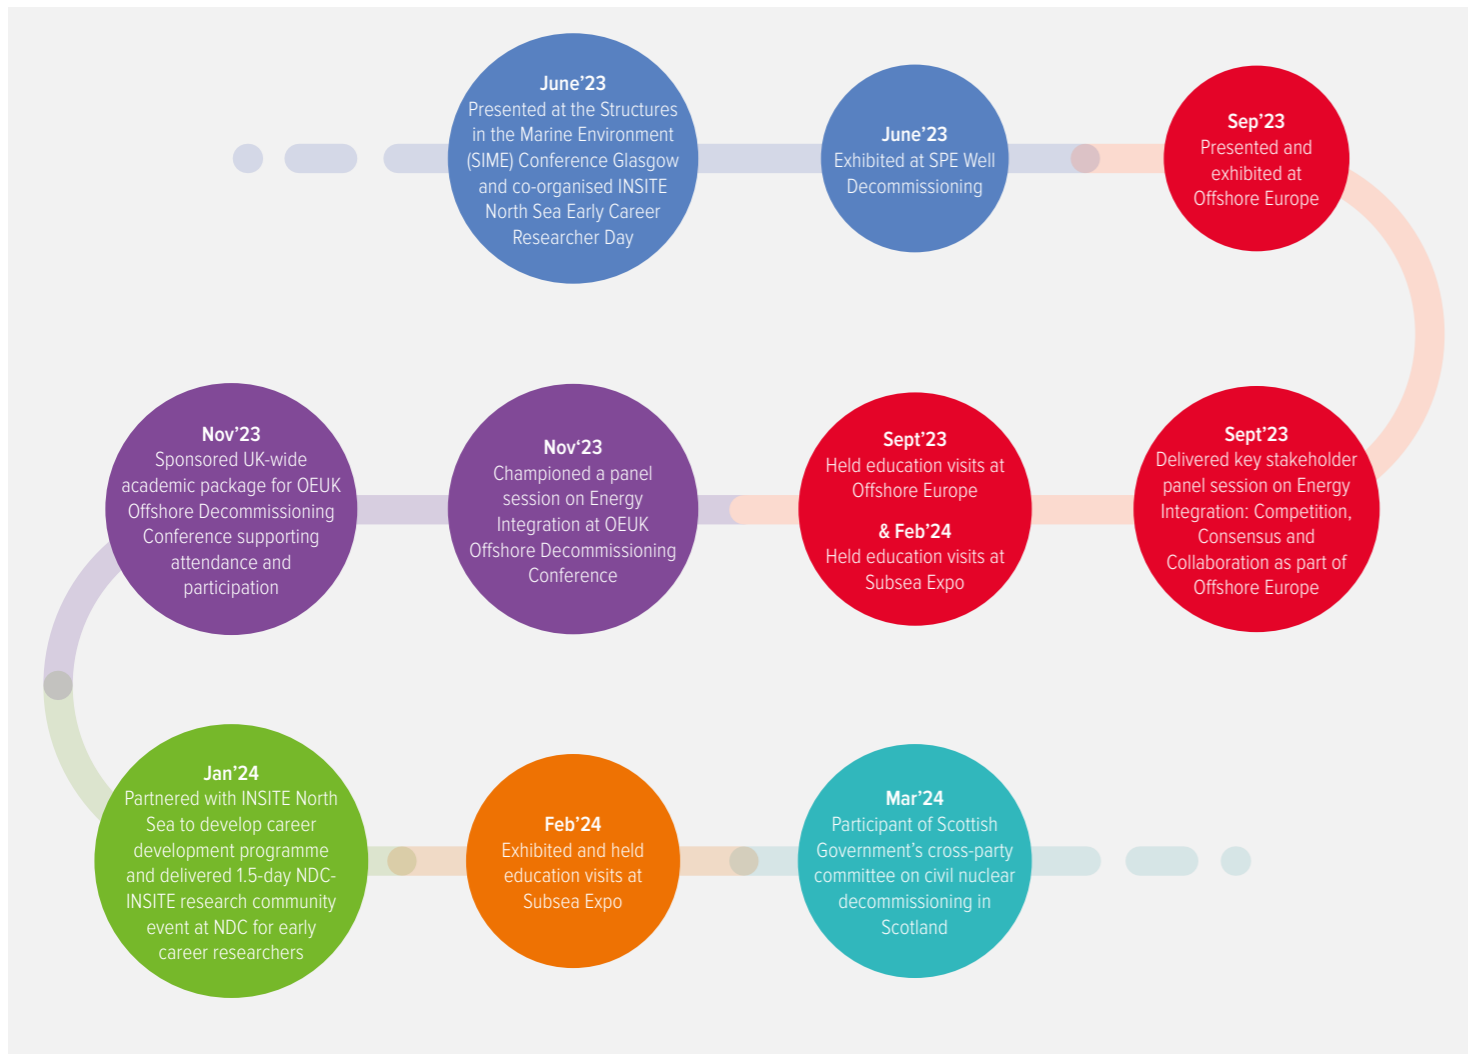 June'23
Presented at the Structures
in the Marine Environment
(SIME) Conference Glasgow
and co-organised INSITE
North Sea Early Career
Researcher Day
June'23
Exhibited at SPE Well
Decommissioning
Sep'23
Presented and
exhibited at
Offshore Europe
Sept'23
Delivered key stakeholder
panel session on Energy
Integration: Competition,
Consensus and
Collaboration as part of
Offshore Europe
Sept'23
Held education visits at
Offshore Europe
& Feb'24
Held education visits at
Subsea Expo
Nov‘23
Championed a panel
session on Energy
Integration at OEUK
Offshore Decommissioning
Conference
Nov'23
Sponsored UK-wide
academic package for OEUK
Offshore Decommissioning
Conference supporting
attendance and
participation
Jan'24
Partnered with INSITE North
Sea to develop career
development programme
and delivered 1.5-day NDC-
INSITE research community
event at NDC for early
career researchers
Feb'24
Exhibited and held
education visits at
Subsea Expo
Mar'24
Participant of Scottish
Government's cross-party
committee on civil nuclear
decommissioning in
Scotland